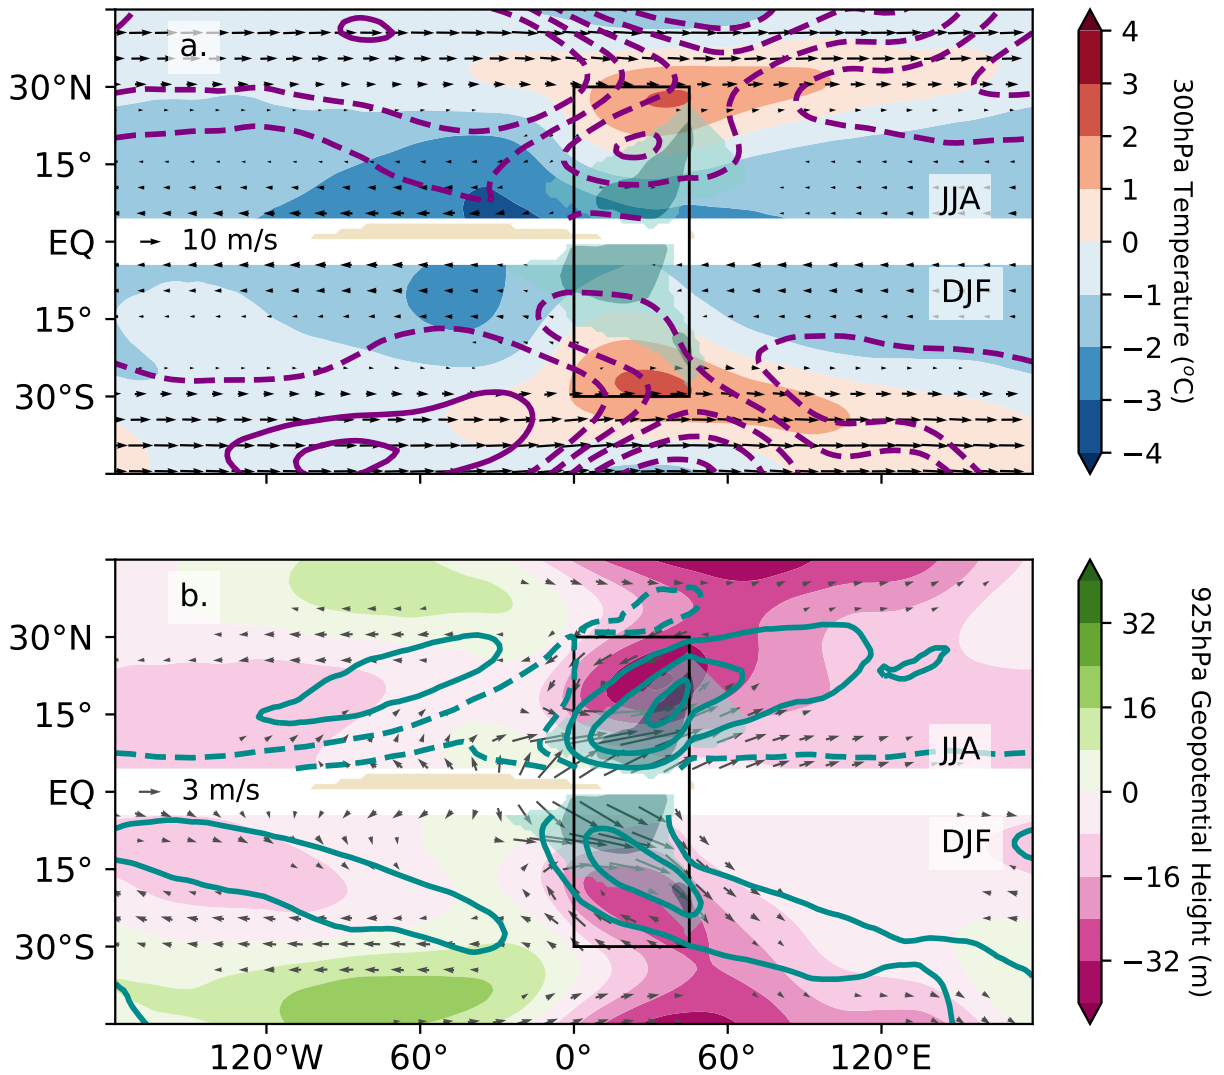 a.
30°N
15°
EQ
15°
30°S
JJA
10 m/s
DJF
4
3
2
1
0
−1
−2
−3
−4
300hPa Temperature (°C)
b.
30°N
15°
EQ
15°
30°S
JJA
3 m/s
DJF
120°W
60°
0°
60°
120°E
32
16
0
−16
−32
925hPa Geopotential Height (m)